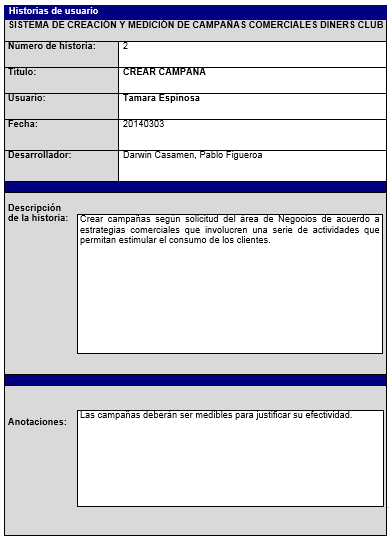 Historias de usuario
SISTEMA DE CREACIÓN Y MEDICIÓN DE CAMPAÑAS COMERCIALES DINERS CLUB
Número de historia: 2
Titulo: CREAR CAMPAÑA
Usuario: Tamara Espinosa
Fecha: 20140303
Desarrollador: Darwin Casamen, Pablo Figueroa
Descripción
de la historia:
Crear campañas según solicitud del área de Negocios de acuerdo a
estrategias comerciales que involucren una serie de actividades que
permitan estimular el consumo de los clientes.
Anotaciones:
Las campañas deberán ser medibles para justificar su efectividad.